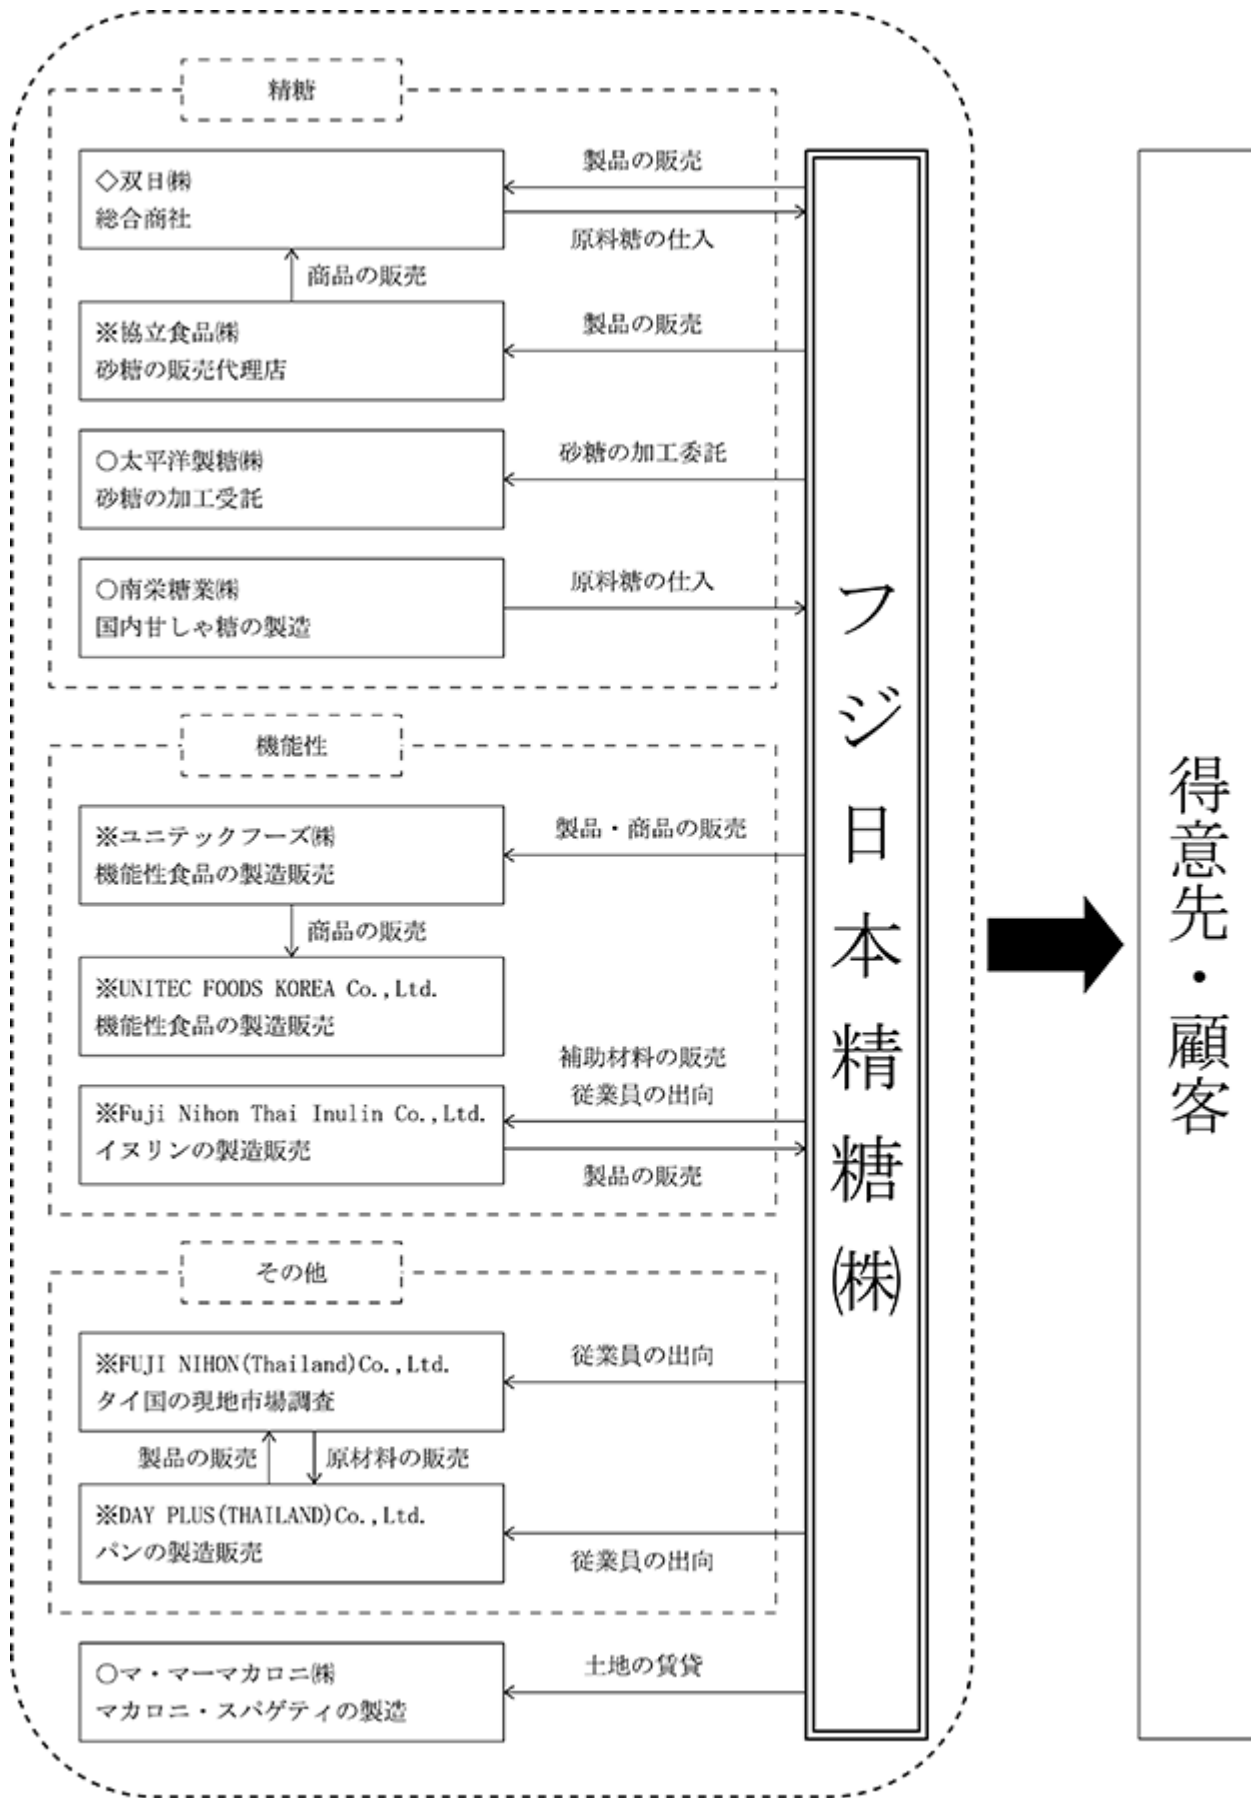 精糖
◇双日㈱
総合商社
製品の販売
原料糖の仕入
商品の販売
※協立食品㈱
砂糖の販売代理店
製品の販売
○太平洋製糖㈱
砂糖の加工受託
砂糖の加工委託
○南栄糖業㈱
国内甘しゃ糖の製造
原料糖の仕入
機能性
※ユニテックフーズ㈱
機能性食品の製造販売
製品・商品の販売
商品の販売
※UNITEC FOODS KOREA Co.,Ltd.
機能性食品の製造販売
補助材料の販売
従業員の出向
※Fuji Nihon Thai Inulin Co.,Ltd.
イヌリンの製造販売
製品の販売
その他
※FUJI NIHON(Thailand)Co.,Ltd.
タイ国の現地市場調査
従業員の出向
製品の販売
原材料の販売
※DAY PLUS(THAILAND)Co.,Ltd.
パンの製造販売
従業員の出向
○マ・マーマカロニ㈱
マカロニ・スパゲティの製造
土地の賃貸
フジ日本精糖㈱
得意先・顧客